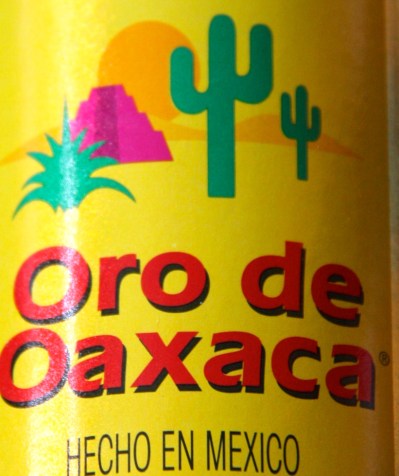 Oro de
Oaxaca®
HECHO EN MEXICO